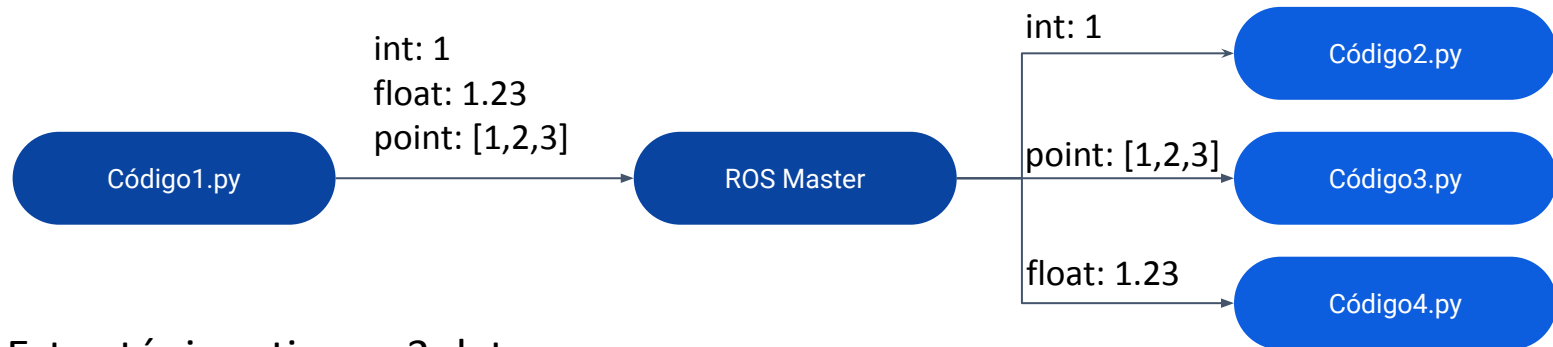 Código1.py
int: 1
float: 1.23
point: [1,2,3]
ROS Master
int: 1
Código2.py
point: [1,2,3]
Código3.py
float: 1.23
Código4.py